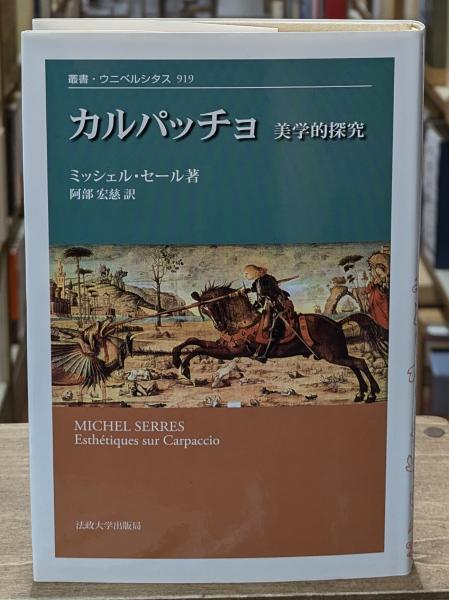 叢書・ウニベルシタス 919
カルパッチョ 美学的探究
ミッシェル・セール著
阿部 宏慈 訳
MICHEL SERRES
Esthétiques sur Carpaccio
法政大学出版局